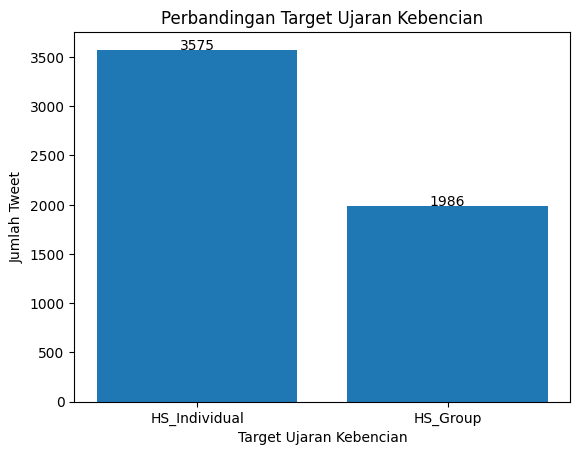 Perbandingan Target Ujaran Kebencian
Jumlah Tweet
3500
3000
2500
2000
1500
1000
500
0
3575
1986
HS_Individual
HS_Group
Target Ujaran Kebencian